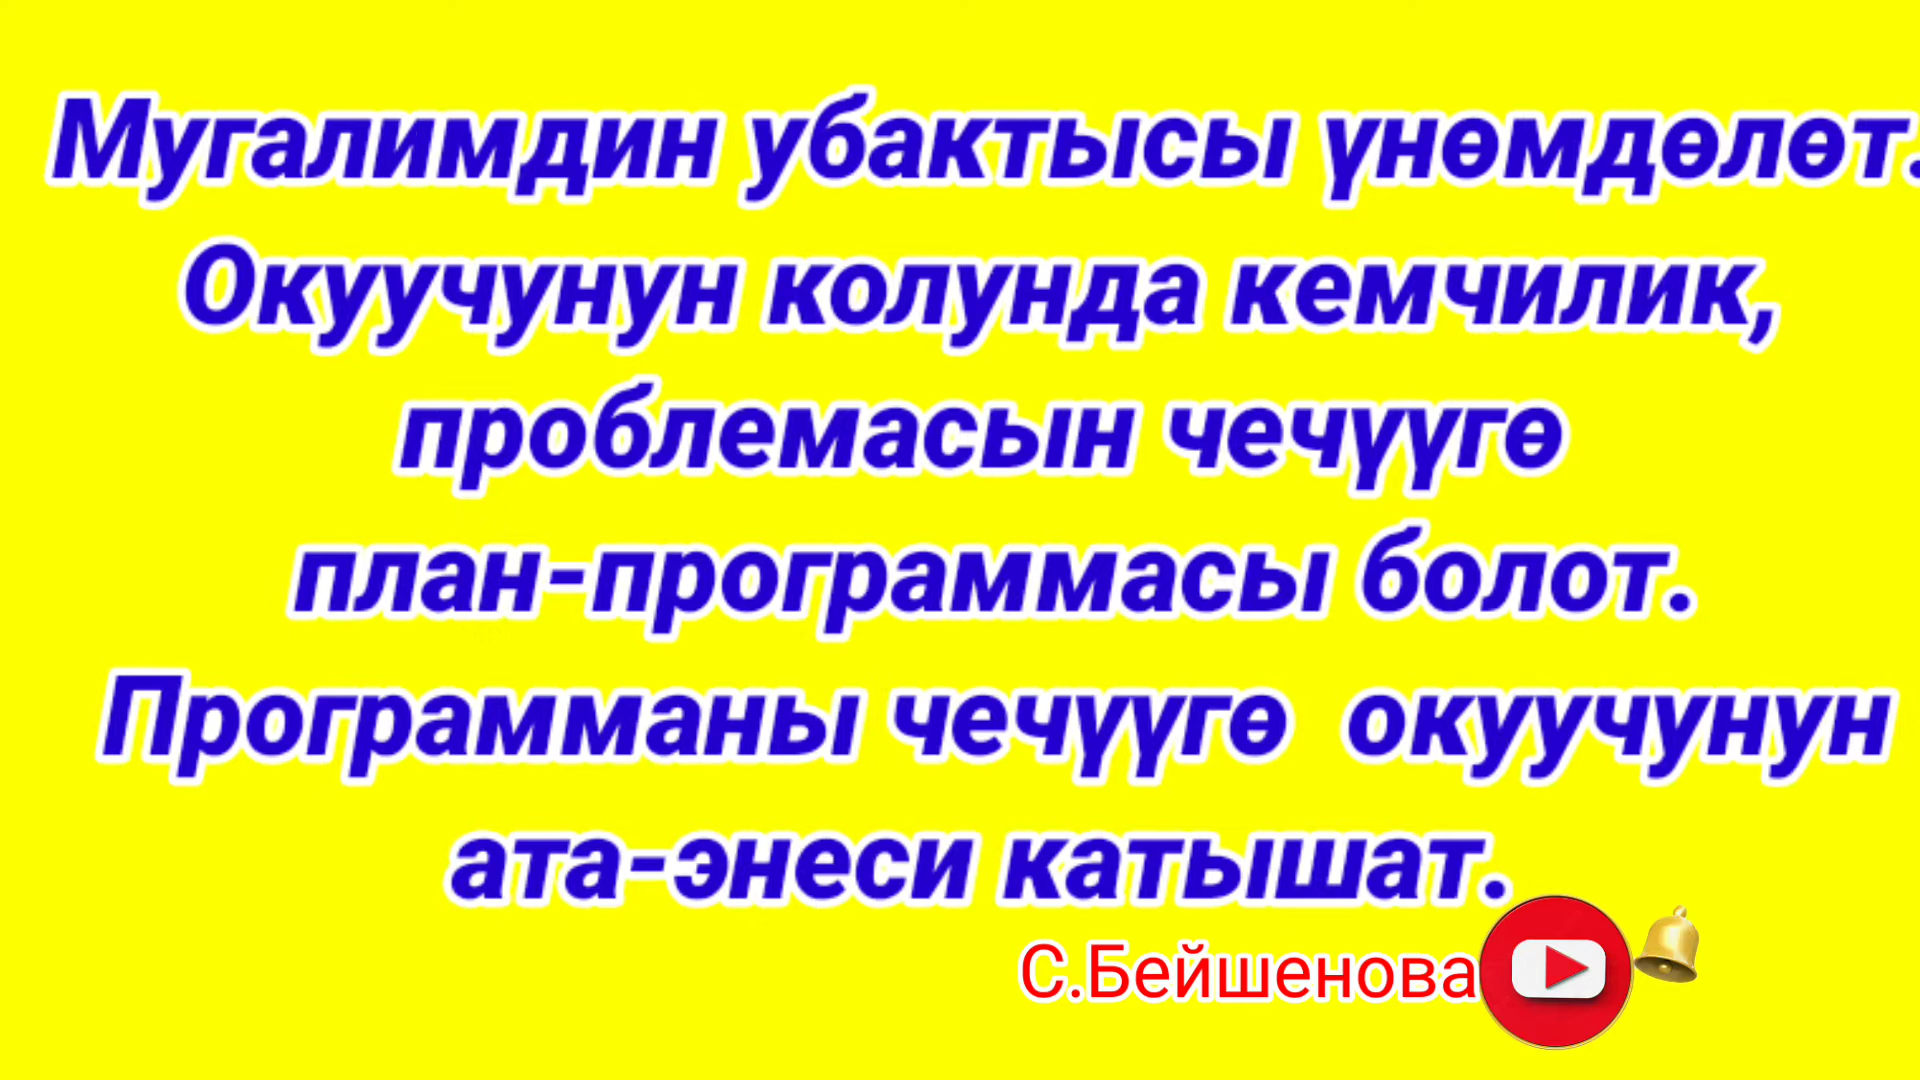 Мугалимдин убактысы үнөмдөлөт.
Окуучунун колунда кемчилик,
проблемасын чечүүгө
план-программасы болот.
Программаны чечүүгө окуучунун
ата-энеси катышат.
С.Бейшенова